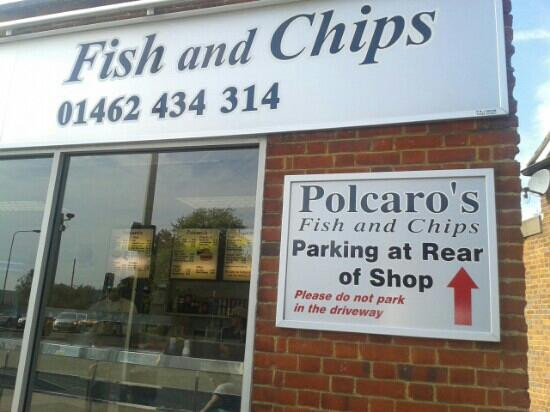 Fish and Chips
01462 434 314
Polcaro's
Fish and Chips
Parking at Rear
of Shop
Please do not park
in the driveway